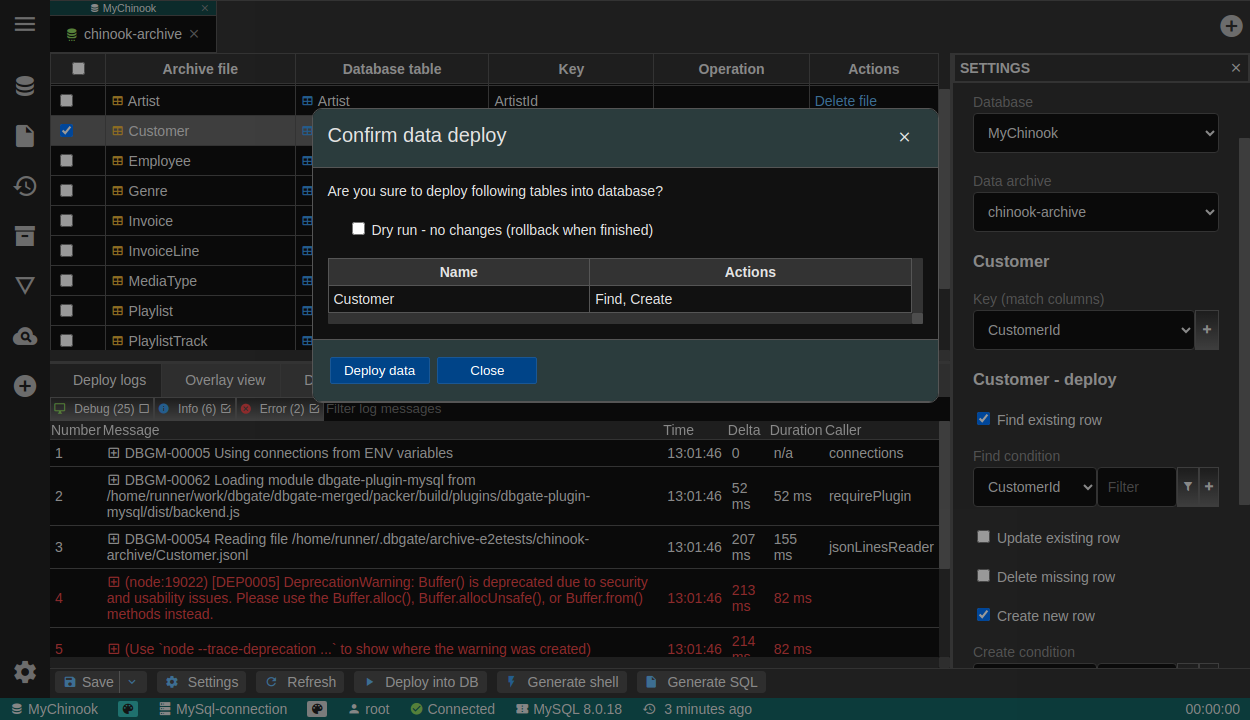 MyChinook
chinook-archive
Archive file Database table Key Operation Actions
Artist Artist ArtistId Delete file
Customer
Employee
Genre
Invoice
InvoiceLine
MediaType
Playlist
PlaylistTrack
Confirm data deploy
Are you sure to deploy following tables into database?
Dry run - no changes (rollback when finished)
Name Actions
Customer Find, Create
Deploy data Close
SETTINGS
Database
MyChinook
Data archive
chinook-archive
Customer
Key (match columns)
CustomerId
Customer - deploy
Find existing row
Find condition
CustomerId Filter
Update existing row
Delete missing row
Create new row
Create condition
Deploy logs Overlay view D
Debug (25) Info (6) Error (2) Filter log messages
Number Message Time Delta Duration Caller
1 DBGM-00005 Using connections from ENV variables 13:01:46 0 n/a connections
2 DBGM-00062 Loading module dbgate-plugin-mysql from
/home/runner/work/dbgate/dbgate-merged/packer/build/plugins/dbgate-plugin-
mysql/dist/backend.js 13:01:46 52 ms 52 ms requirePlugin
3 DBGM-00054 Reading file /home/runner/.dbgate/archive-e2etests/chinook-
archive/Customer.jsonl 13:01:46 207 ms 155 ms jsonLinesReader
4 (node:19022) [DEP0005] DeprecationWarning: Buffer() is deprecated due to security
and usability issues. Please use the Buffer.alloc(), Buffer.allocUnsafe(), or Buffer.from()
methods instead. 13:01:46 213 ms 82 ms
5 (Use `node --trace-deprecation ...` to show where the warning was created) 13:01:46 214 ms 82 ms
Save Settings Refresh Deploy into DB Generate shell Generate SQL
MyChinook MySql-connection root Connected MySQL 8.0.18 3 minutes ago 00:00:00